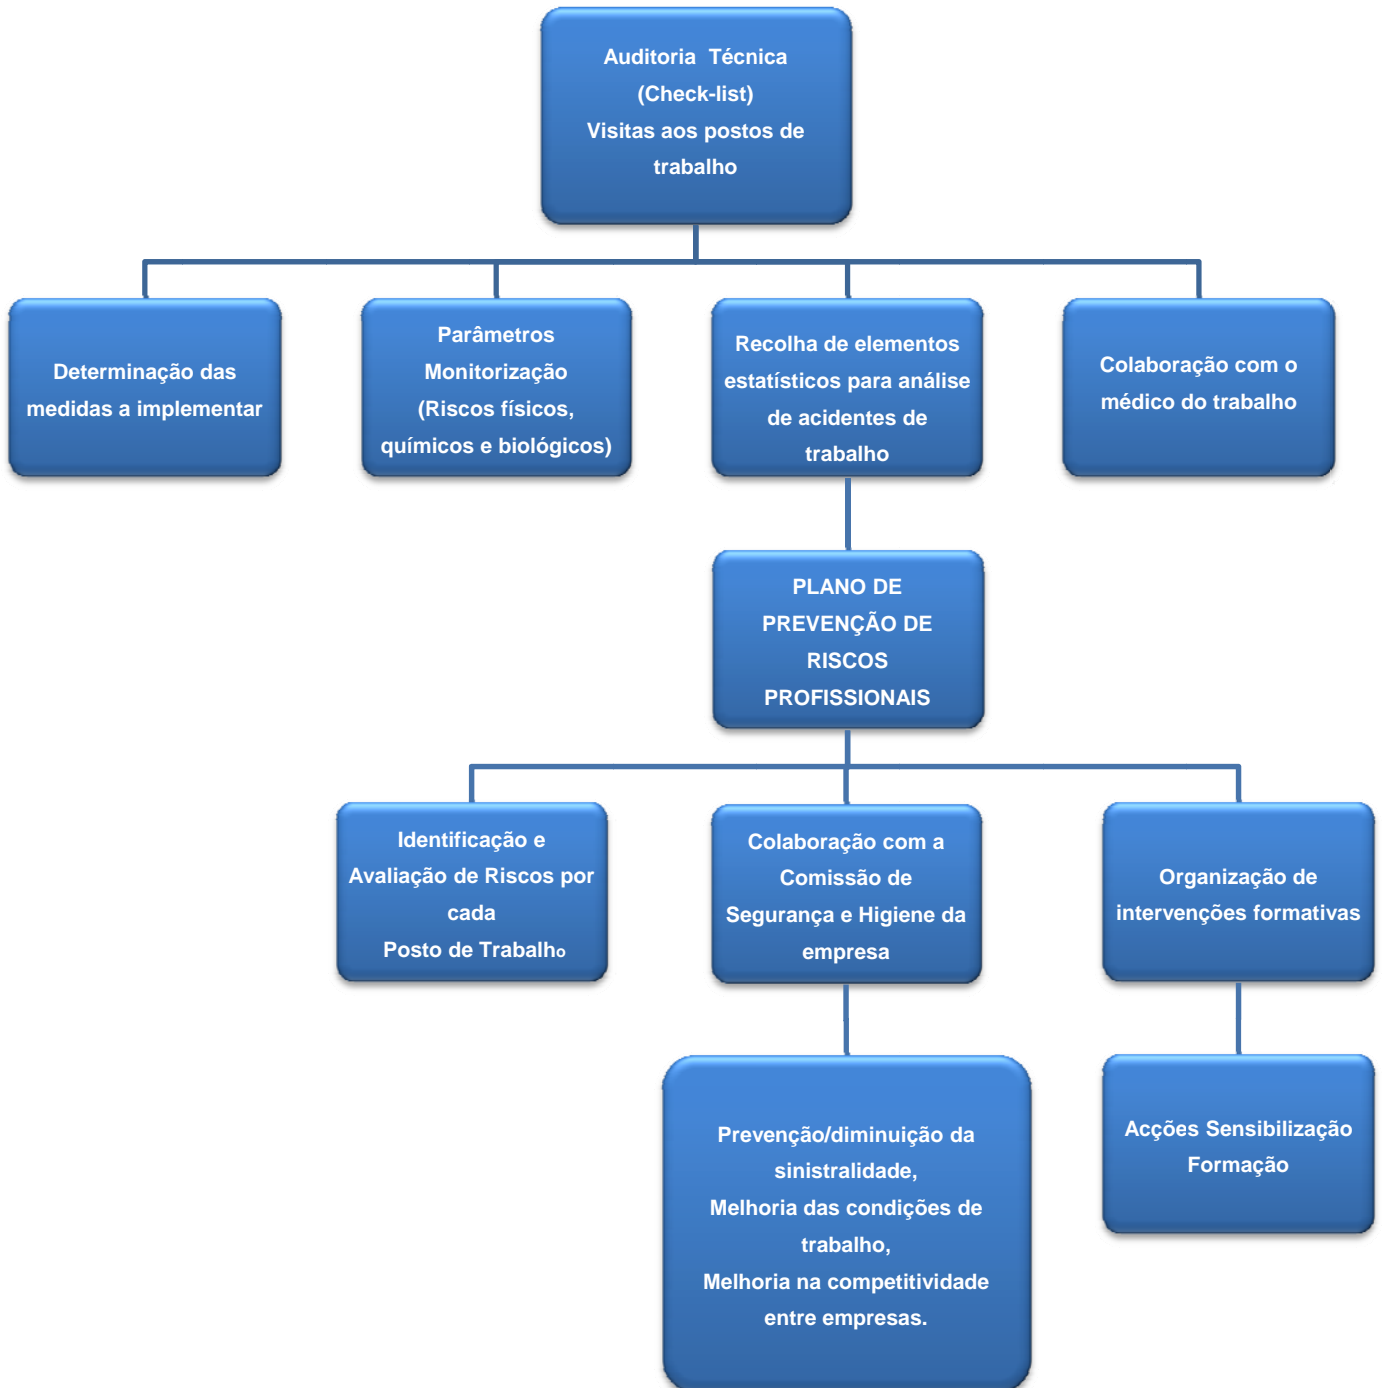 Auditoria Técnica
(Check-list)
Visitas aos postos de
trabalho
Determinação das
medidas a implementar
Parâmetros
Monitorização
(Riscos físicos,
químicos e biológicos)
Recolha de elementos
estatísticos para análise
de acidentes de
trabalho
Colaboração com o
médico do trabalho
PLANO DE
PREVENÇÃO DE
RISCOS
PROFISSIONAIS
Identificação e
Avaliação de Riscos por
cada
Posto de Trabalho
Colaboração com a
Comissão de
Segurança e Higiene da
empresa
Organização de
intervenções formativas
Prevenção/diminuição da
sinistralidade,
Melhoria das condições de
trabalho,
Melhoria na competitividade
entre empresas.
Acções Sensibilização
Formação